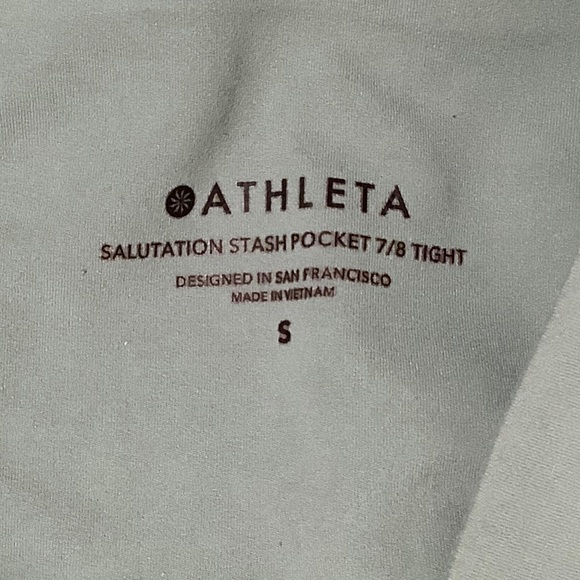 ATHLETA
SALUTATION STASH POCKET 7/8 TIGHT
DESIGNED IN SAN FRANCISCO
MADE IN VIETNAM
S